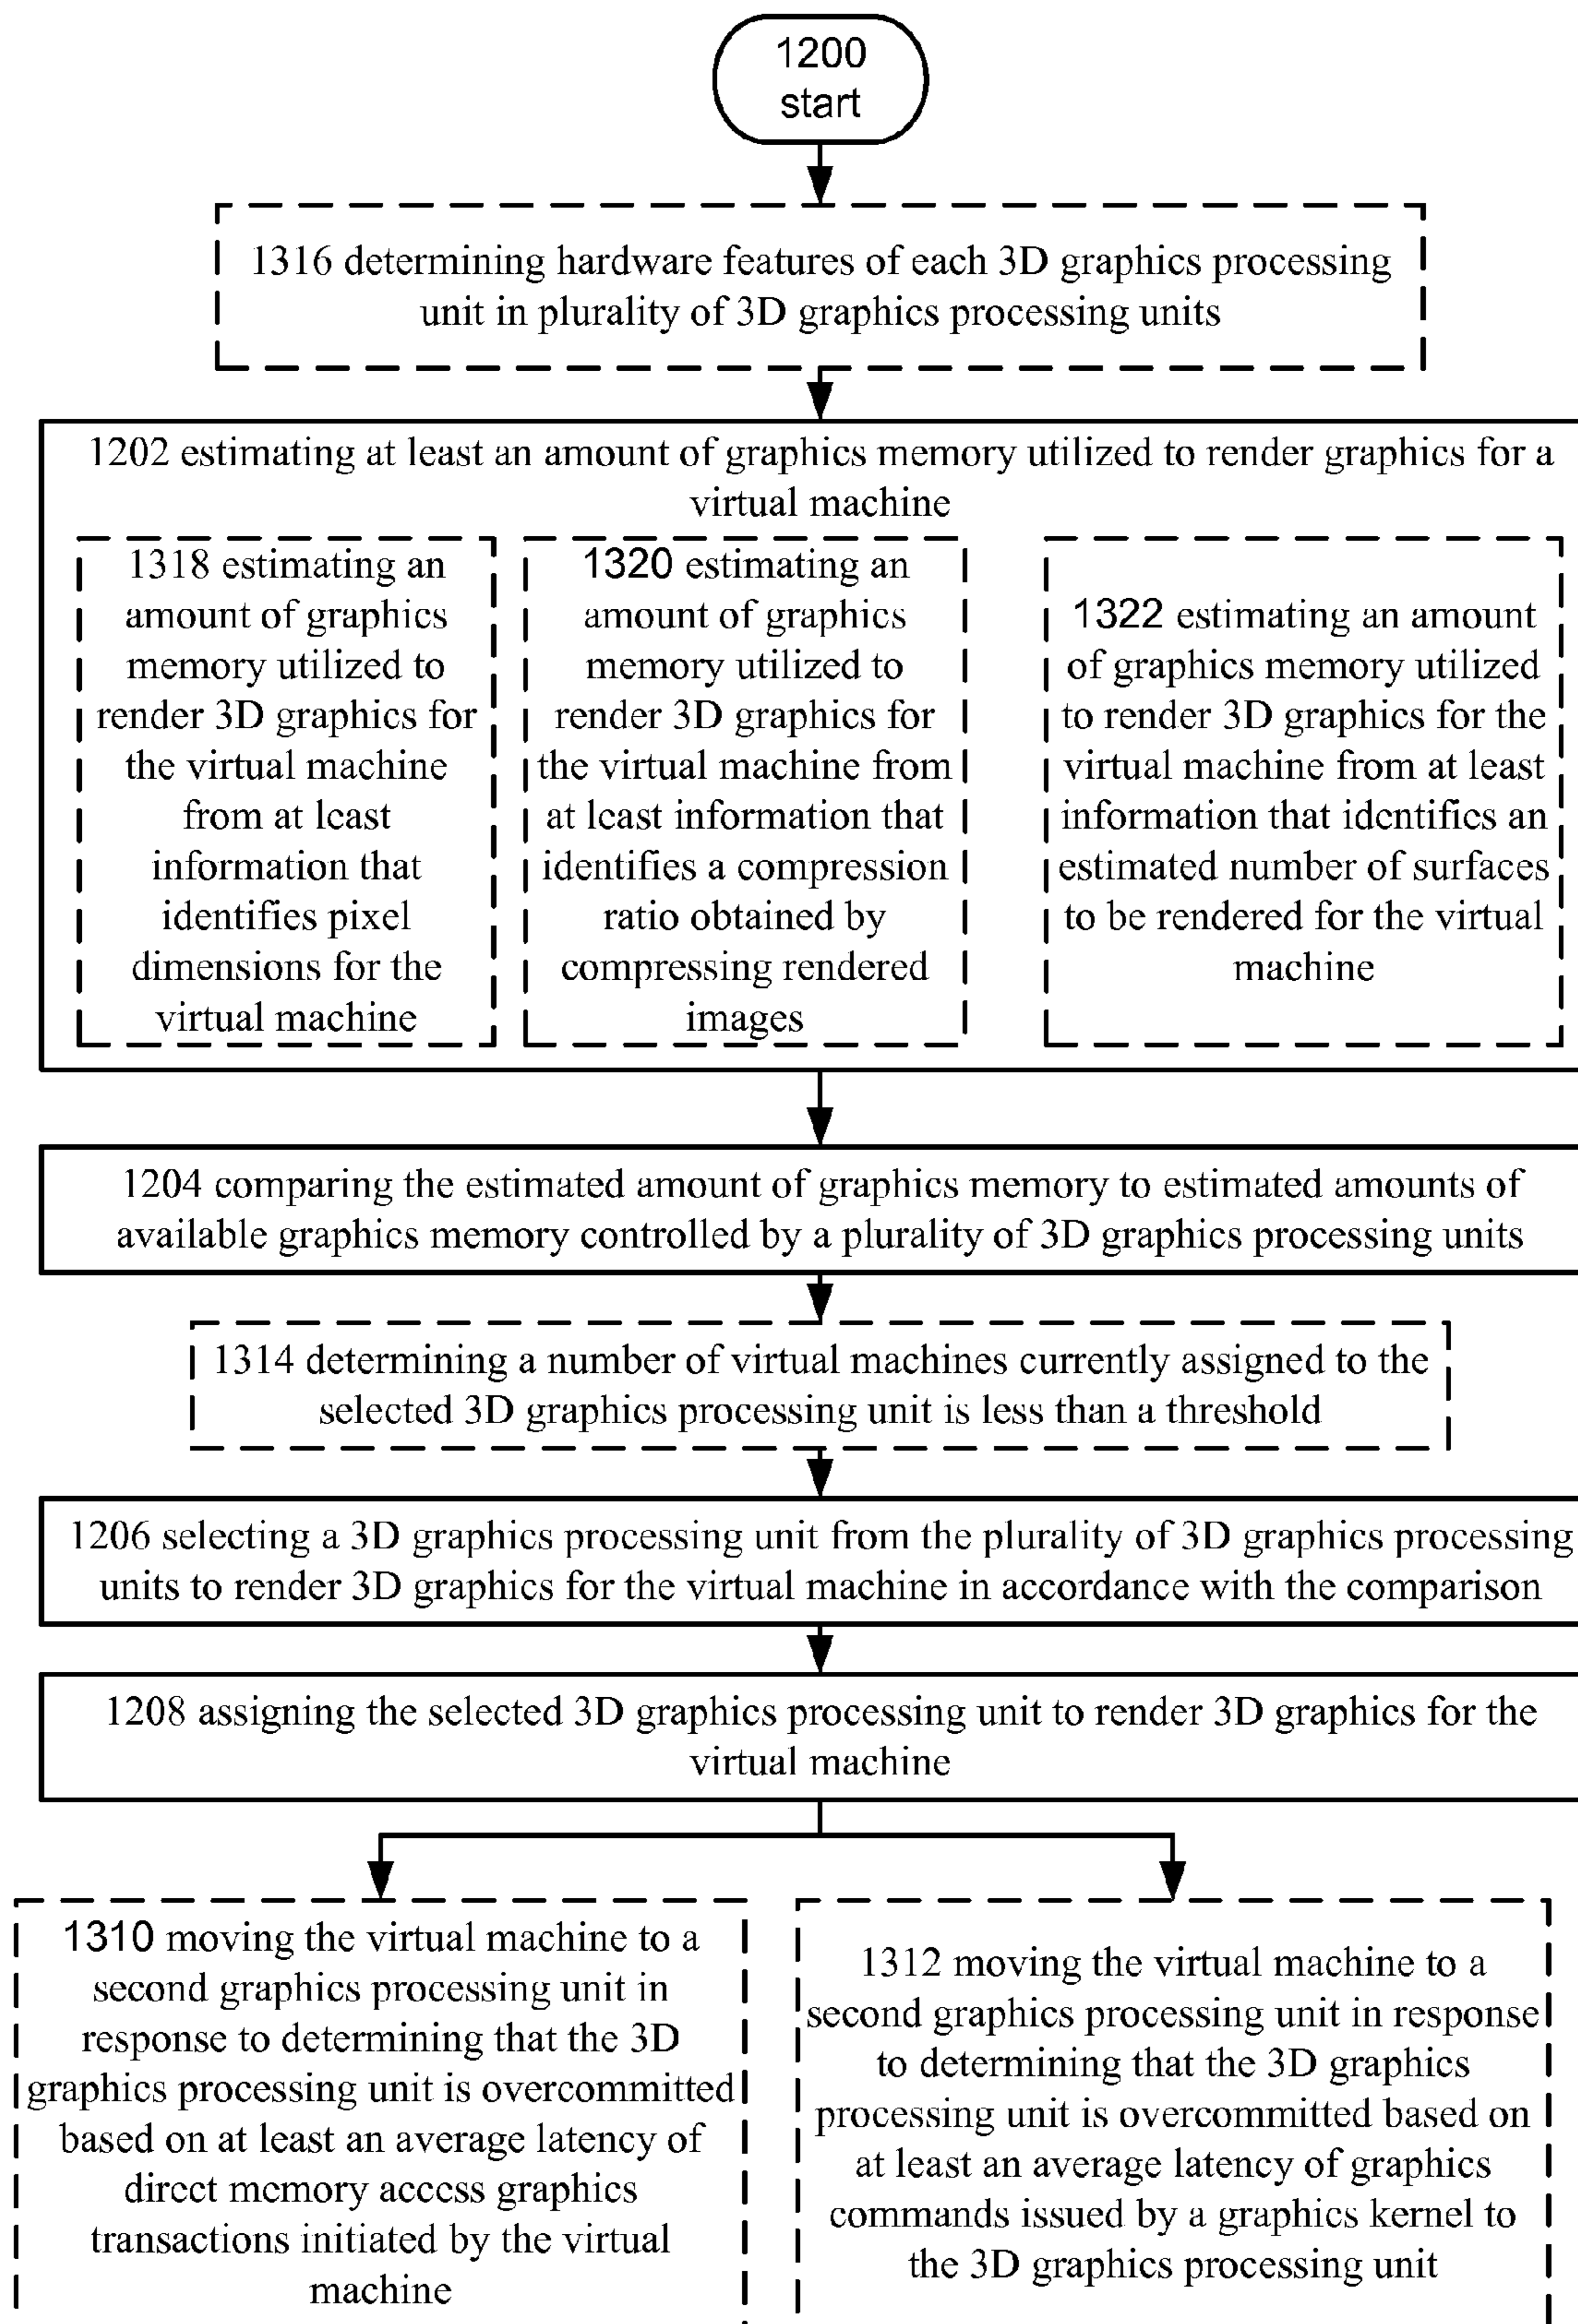 1200
start
1316 determining hardware features of each 3D graphics processing
unit in plurality of 3D graphics processing units
1202 estimating at least an amount of graphics memory utilized to render graphics for a
virtual machine
1318 estimating an
amount of graphics
memory utilized to
render 3D graphics for
the virtual machine
from at least
information that
identifies pixel
dimensions for the
virtual machine
1320 estimating an
amount of graphics
memory utilized to
render 3D graphics for
the virtual machine from
at least information that
identifies a compression
ratio obtained by
compressing rendered
images
1322 estimating an amount
of graphics memory utilized
to render 3D graphics for the
virtual machine from at least
information that identifies an
estimated number of surfaces
to be rendered for the virtual
machine
1204 comparing the estimated amount of graphics memory to estimated amounts of
available graphics memory controlled by a plurality of 3D graphics processing units
1314 determining a number of virtual machines currently assigned to the
selected 3D graphics processing unit is less than a threshold
1206 selecting a 3D graphics processing unit from the plurality of 3D graphics processing
units to render 3D graphics for the virtual machine in accordance with the comparison
1208 assigning the selected 3D graphics processing unit to render 3D graphics for the
virtual machine
1310 moving the virtual machine to a
second graphics processing unit in
response to determining that the 3D
graphics processing unit is overcommitted
based on at least an average latency of
direct memory access graphics
transactions initiated by the virtual
machine
1312 moving the virtual machine to a
second graphics processing unit in response
to determining that the 3D graphics
processing unit is overcommitted based on
at least an average latency of graphics
commands issued by a graphics kernel to
the 3D graphics processing unit